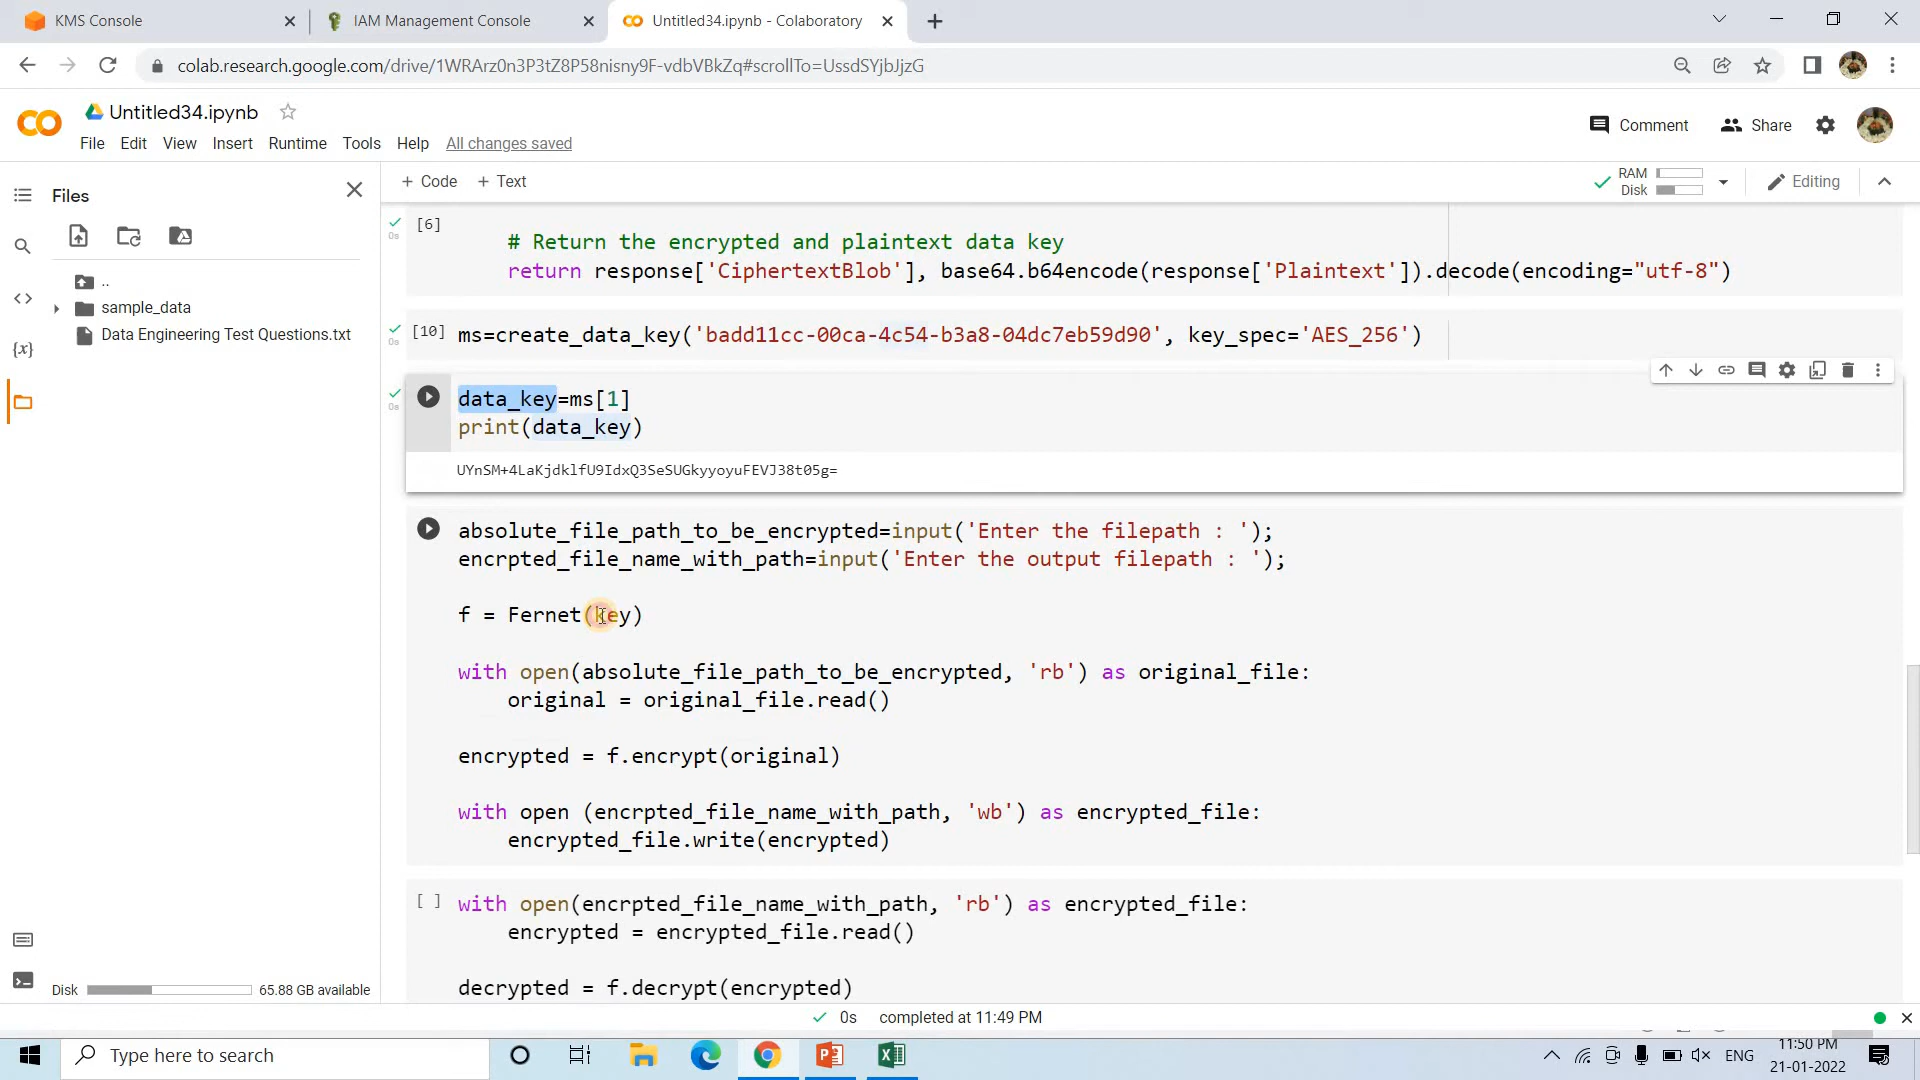 KMS Console
IAM Management Console
Untitled34.ipynb - Colaboratory
colab.research.google.com/drive/1WRArz0n3P3tZ8P58nisny9F-vdbVBkZq#scrollTo=UssdSYjbJjzG
Untitled34.ipynb
Comment
Share
File Edit View Insert Runtime Tools Help All changes saved
Files
+ Code + Text
RAM
Disk
Editing
..
sample_data
Data Engineering Test Questions.txt
{x}
[6]
0s
# Return the encrypted and plaintext data key
return response['CiphertextBlob'], base64.b64encode(response['Plaintext']).decode(encoding="utf-8")
[10] ms=create_data_key('badd11cc-00ca-4c54-b3a8-04dc7eb59d90', key_spec='AES_256')
0s
data_key=ms[1]
0s
print(data_key)
UYnSM+4LaKjdklfU9IdxQ3SeSUGkyyoyuFEVJ38t05g=
absolute_file_path_to_be_encrypted=input('Enter the filepath : ');
encrpted_file_name_with_path=input('Enter the output filepath : ');
f = Fernet(key)
with open(absolute_file_path_to_be_encrypted, 'rb') as original_file:
original = original_file.read()
encrypted = f.encrypt(original)
with open (encrpted_file_name_with_path, 'wb') as encrypted_file:
encrypted_file.write(encrypted)
[ ] with open(encrpted_file_name_with_path, 'rb') as encrypted_file:
encrypted = encrypted_file.read()
decrypted = f.decrypt(encrypted)
Disk 65.88 GB available
0s completed at 11:49 PM
Type here to search
ENG
11:50 PM
21-01-2022